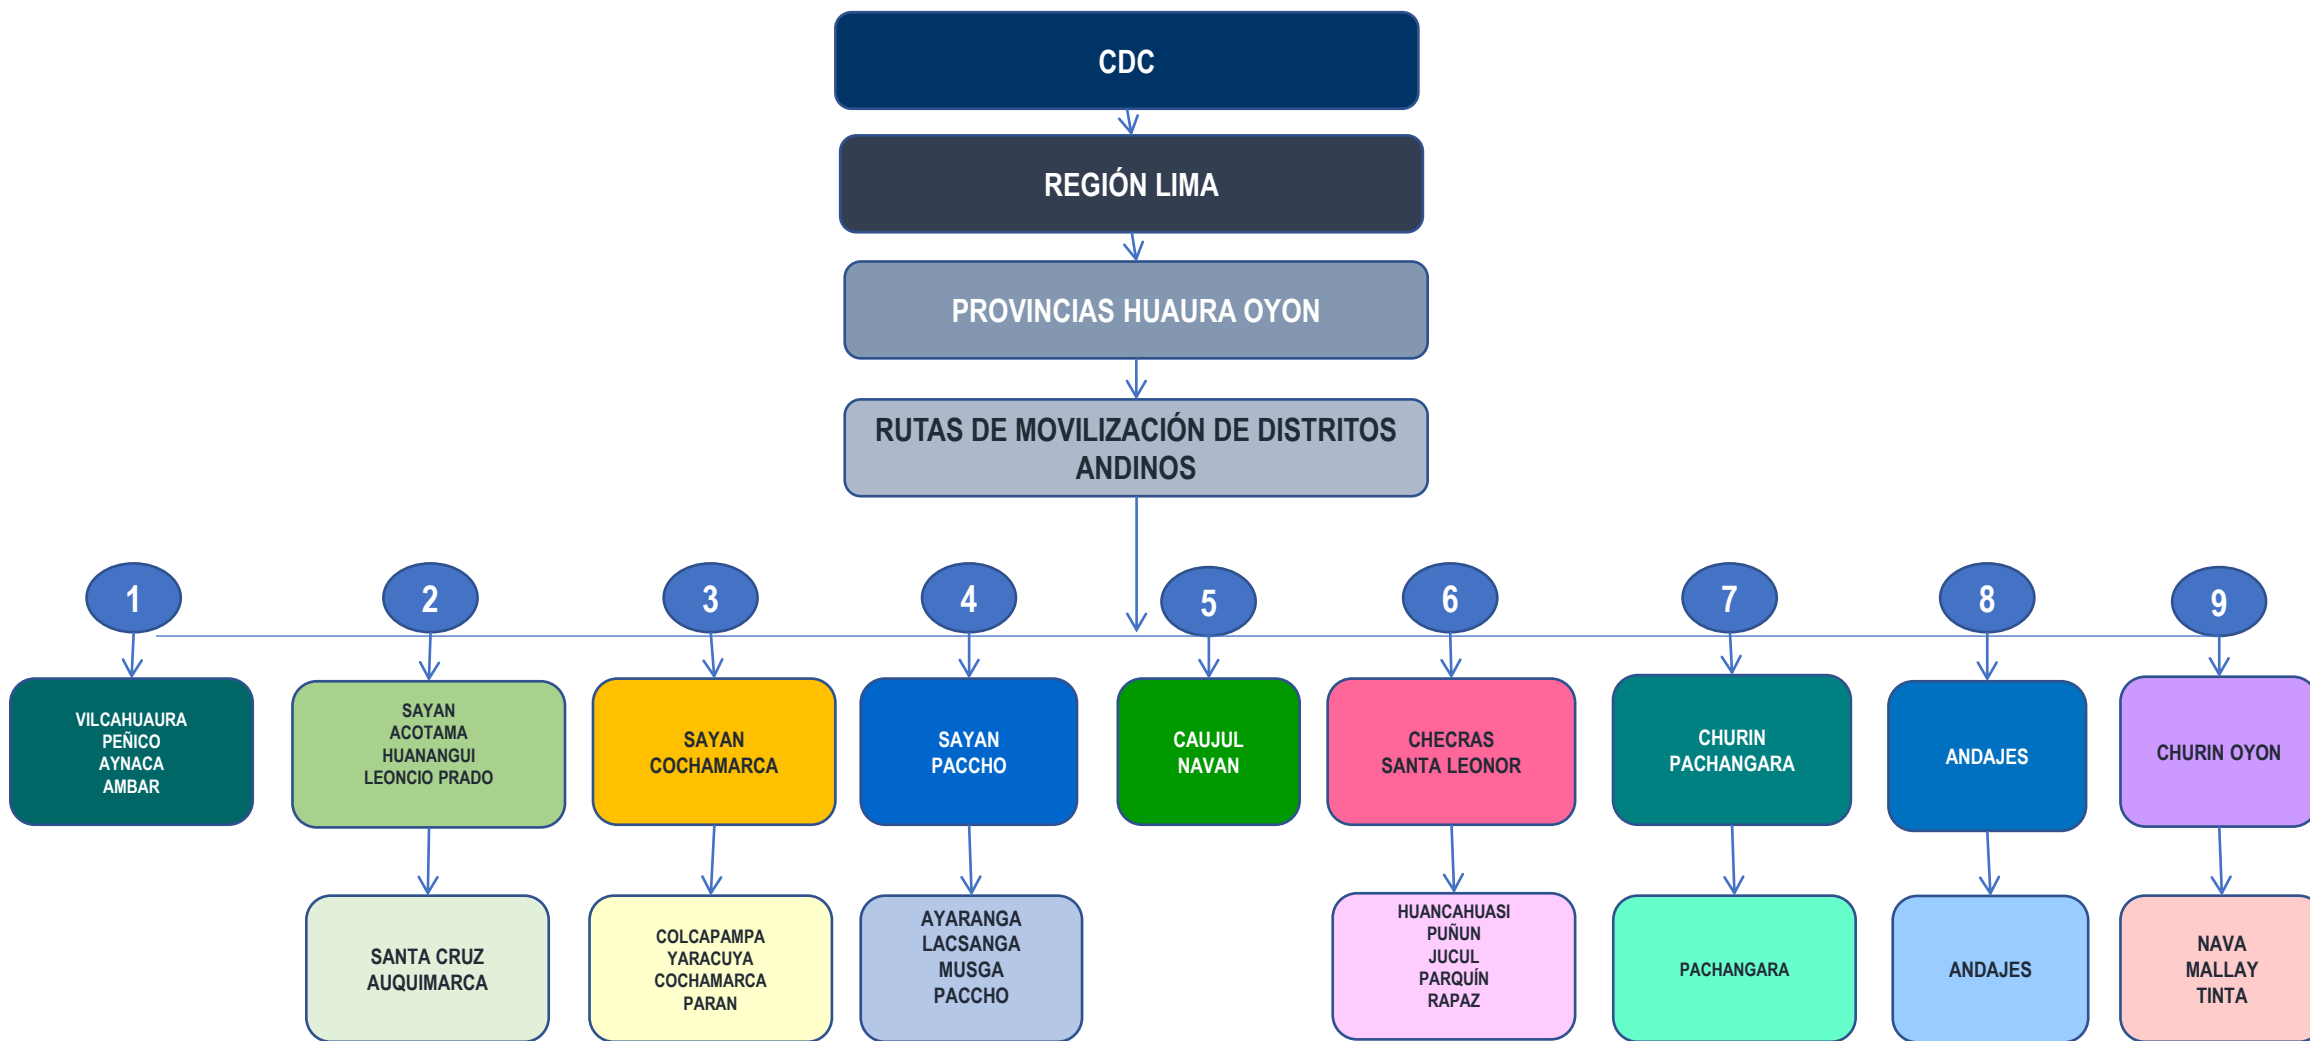 CDC
REGIÓN LIMA
PROVINCIAS HUAURA OYON
RUTAS DE MOVILIZACIÓN DE DISTRITOS
ANDINOS
1
2
3
4
5
6
7
8
9
VILCAHUAURA
PEÑICO
AYNACA
AMBAR
SAYAN
ACOTAMA
HUANANGUI
LEONCIO PRADO
SAYAN
COCHAMARCA
SAYAN
PACCHO
CAUJUL
NAVAN
CHECRAS
SANTA LEONOR
CHURIN
PACHANGARA
ANDAJES
CHURIN OYON
SANTA CRUZ
AUQUIMARCA
COLCAPAMPA
YARACUYA
COCHAMARCA
PARAN
AYARANGA
LACSANGA
MUSGA
PACCHO
HUANCAHUASI
PUÑUN
JUCUL
PARQUÍN
RAPAZ
PACHANGARA
ANDAJES
NAVA
MALLAY
TINTA